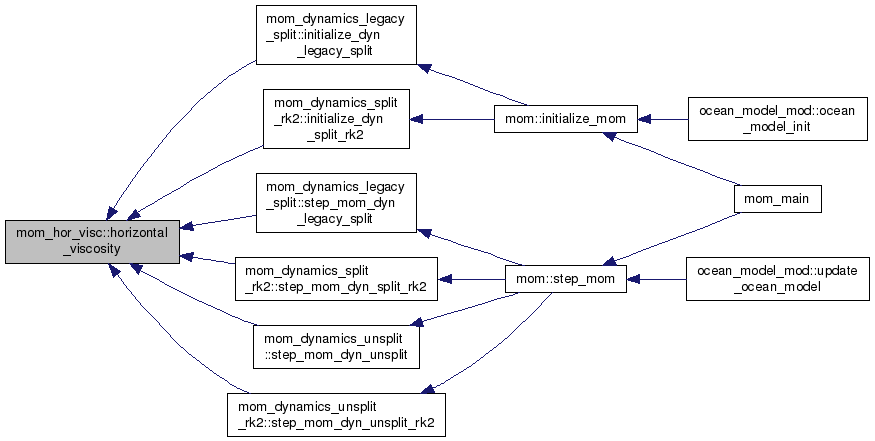 mom_dynamics_legacy
_split::initialize_dyn
_legacy_split
mom_dynamics_split
_rk2::initialize_dyn
_split_rk2
mom::initialize_mom
ocean_model_mod::ocean
_model_init
mom_dynamics_legacy
_split::step_mom_dyn
_legacy_split
mom_main
mom_hor_visc::horizontal
_viscosity
mom_dynamics_split
_rk2::step_mom_dyn_split_rk2
mom::step_mom
ocean_model_mod::update
_ocean_model
mom_dynamics_unsplit
::step_mom_dyn_unsplit
mom_dynamics_unsplit
_rk2::step_mom_dyn_unsplit_rk2